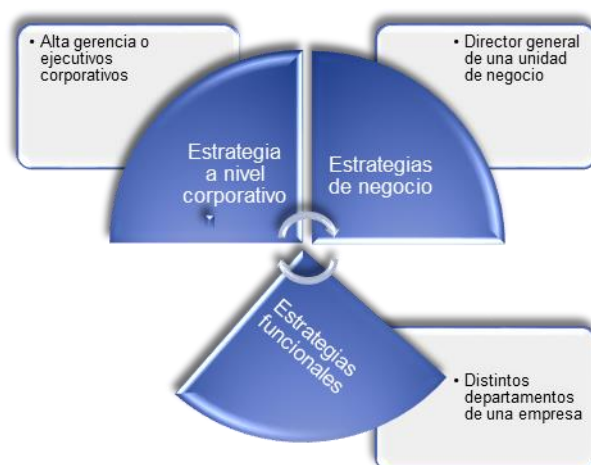 • Alta gerencia o
ejecutivos
corporativos
• Director general
de una unidad
de negocio
Estrategia
a nivel
corporativo
Estrategias
de negocio
Estrategias
funcionales
• Distintos
departamentos
de una empresa